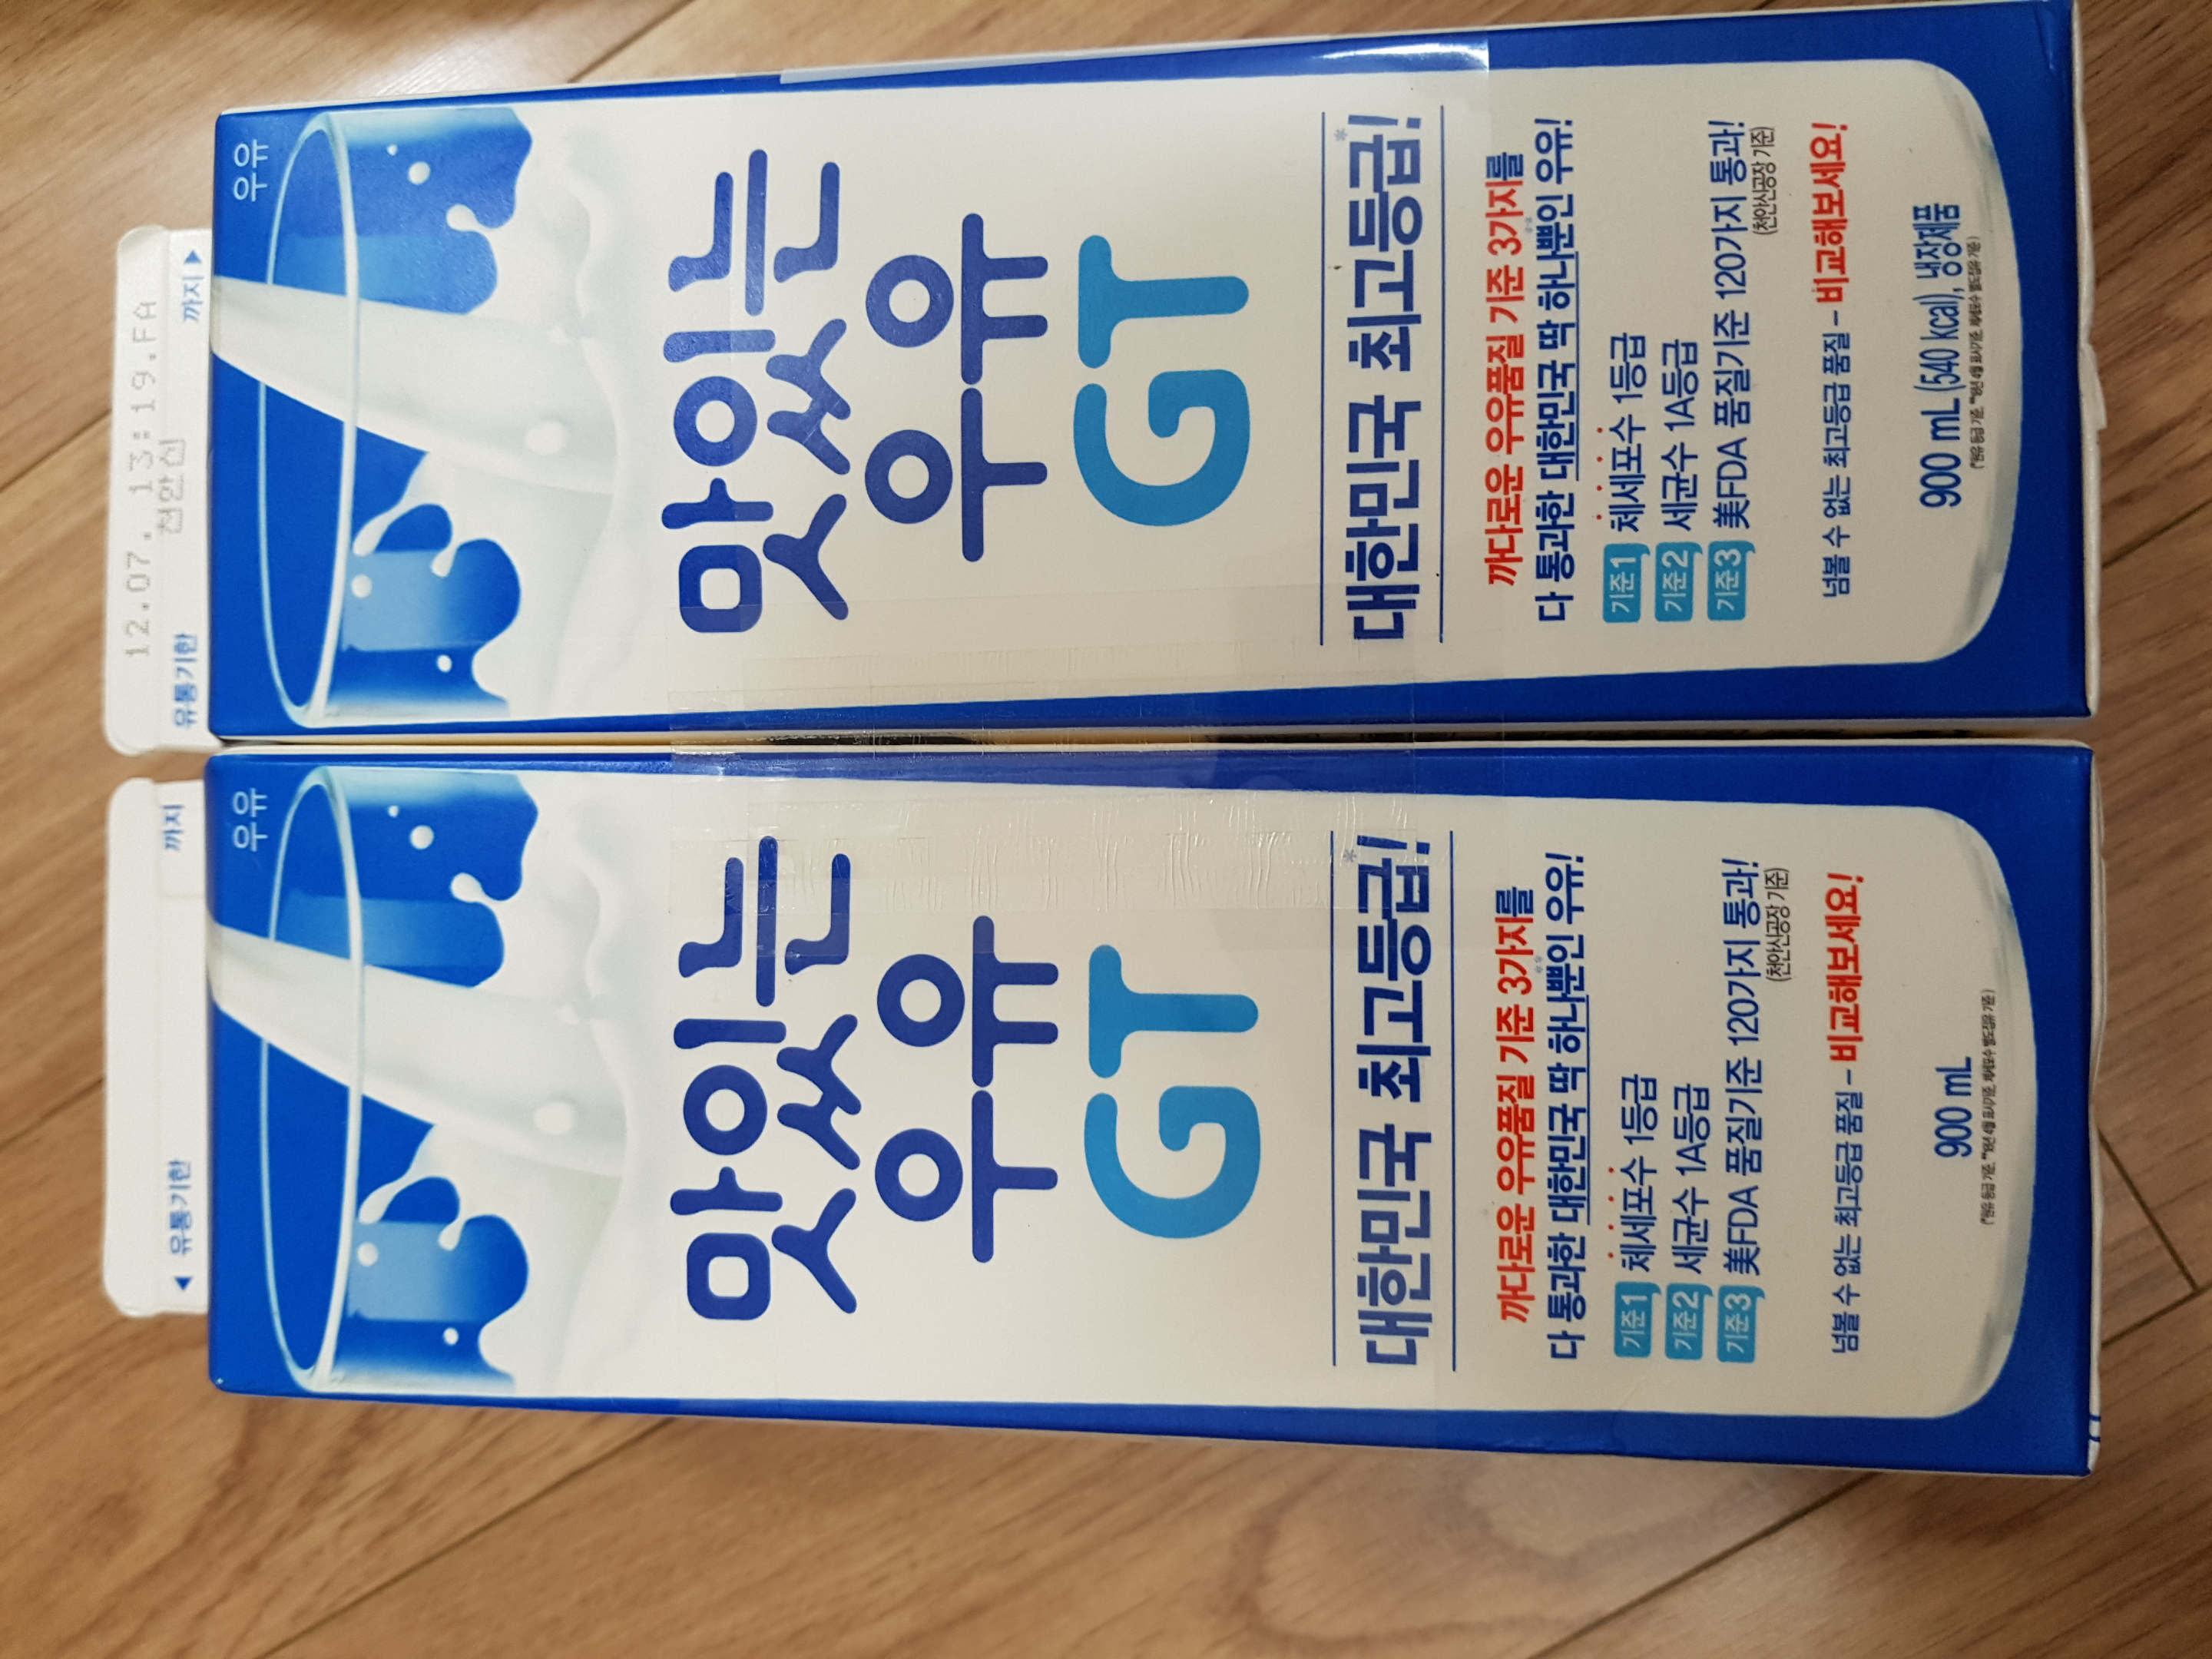 유통기한 까지
우유
맛있는
우유
GT
대한민국 최고등급!*
까다로운 우유품질 기준 3가지를
다 통과한 대한민국 딱 하나뿐인 우유!
기준1 체세포수 1등급
기준2 세균수 1A등급
기준3 美FDA 품질기준 120가지 통과!
(천안신공장 기준)
넘볼 수 없는 최고등급 품질 – 비교해보세요!
900 mL
12.07. 13:19.FA
천안신
유통기한 까지
우유
맛있는
우유
GT
대한민국 최고등급!*
까다로운 우유품질 기준 3가지를
다 통과한 대한민국 딱 하나뿐인 우유!
기준1 체세포수 1등급
기준2 세균수 1A등급
기준3 美FDA 품질기준 120가지 통과!
(천안신공장 기준)
넘볼 수 없는 최고등급 품질 – 비교해보세요!
900 mL (540 kcal), 냉장제품